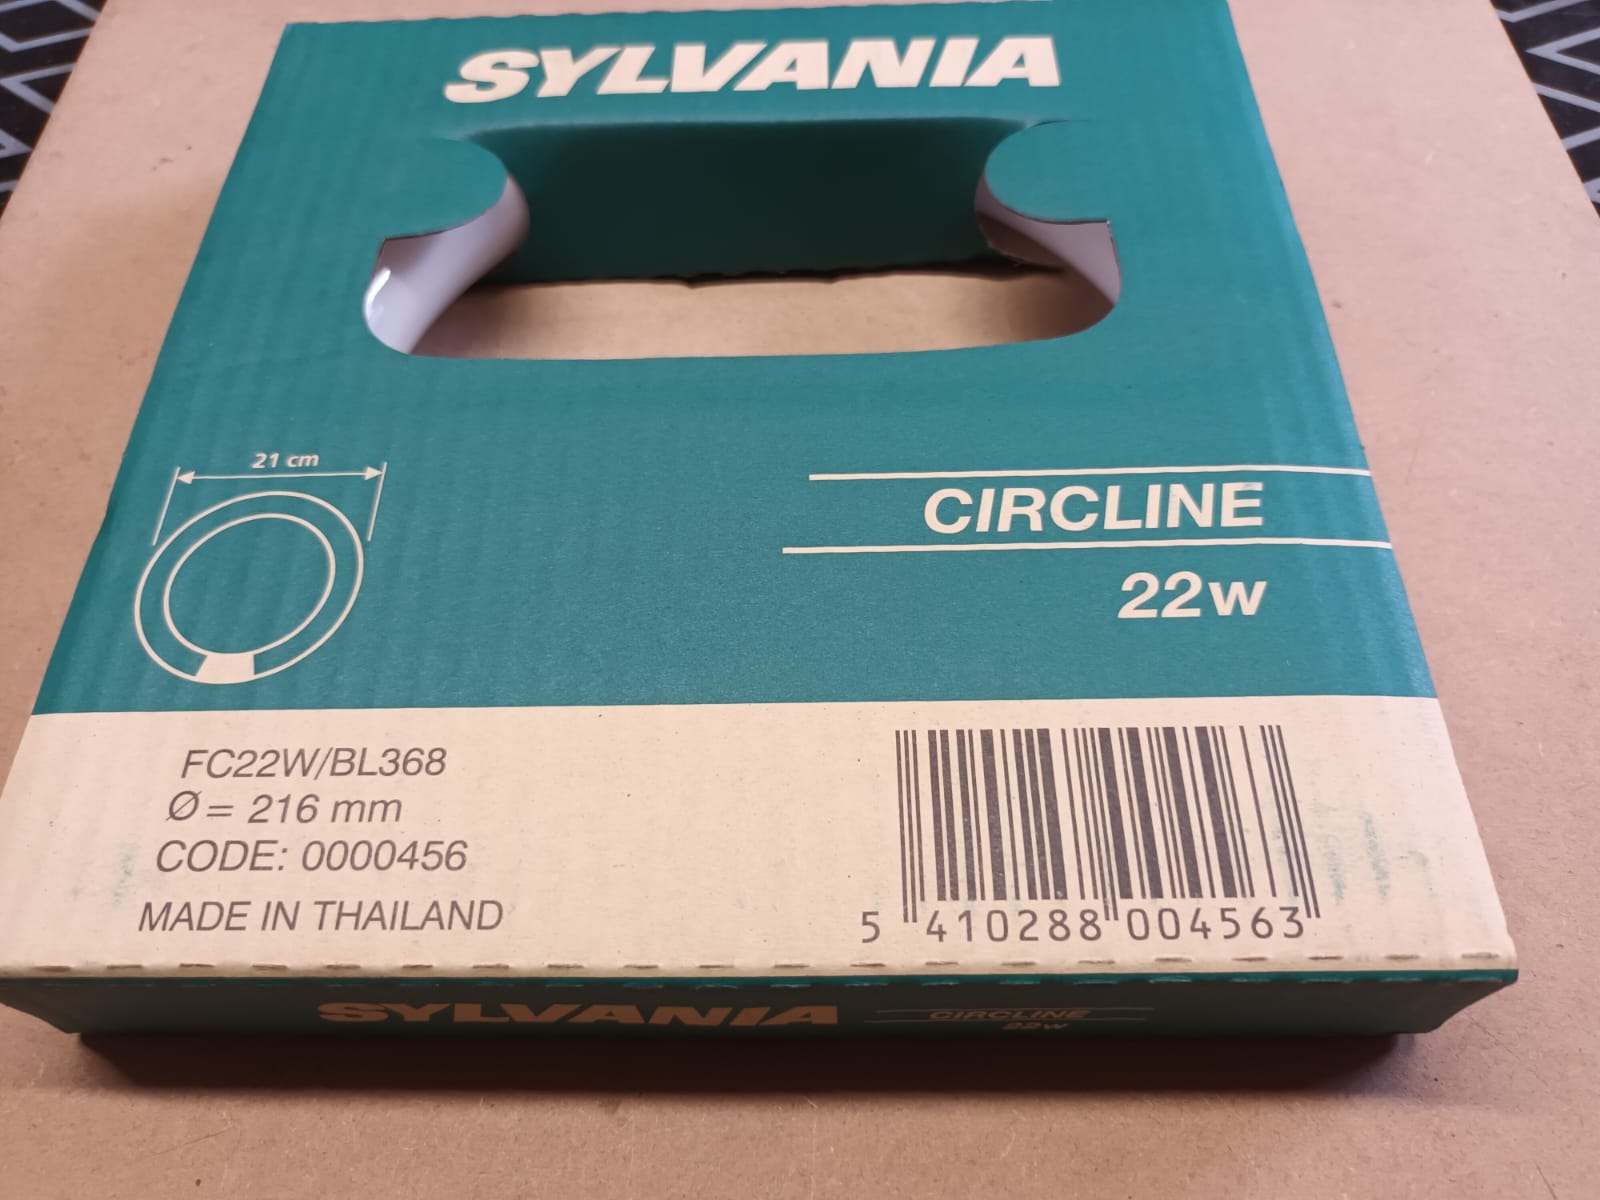 SYLVANIA
21 cm
CIRCLINE
22w
FC22W/BL368
Ø = 216 mm
CODE: 0000456
MADE IN THAILAND
5 410288 004563
SYLVANIA CIRCLINE
22w